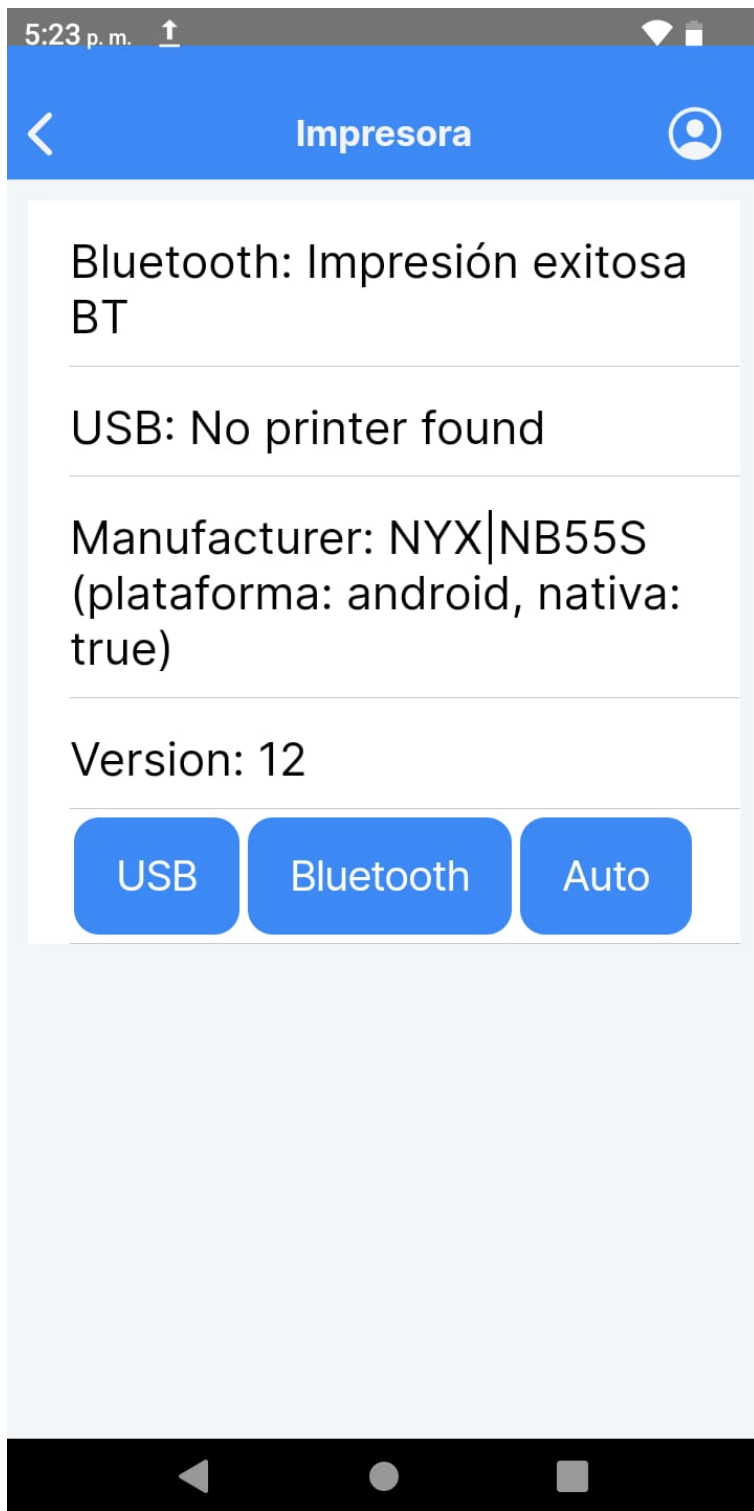 5:23 p. m.
Impresora
Bluetooth: Impresión exitosa
BT
USB: No printer found
Manufacturer: NYX|NB55S
(plataforma: android, nativa:
true)
Version: 12
USB Bluetooth Auto